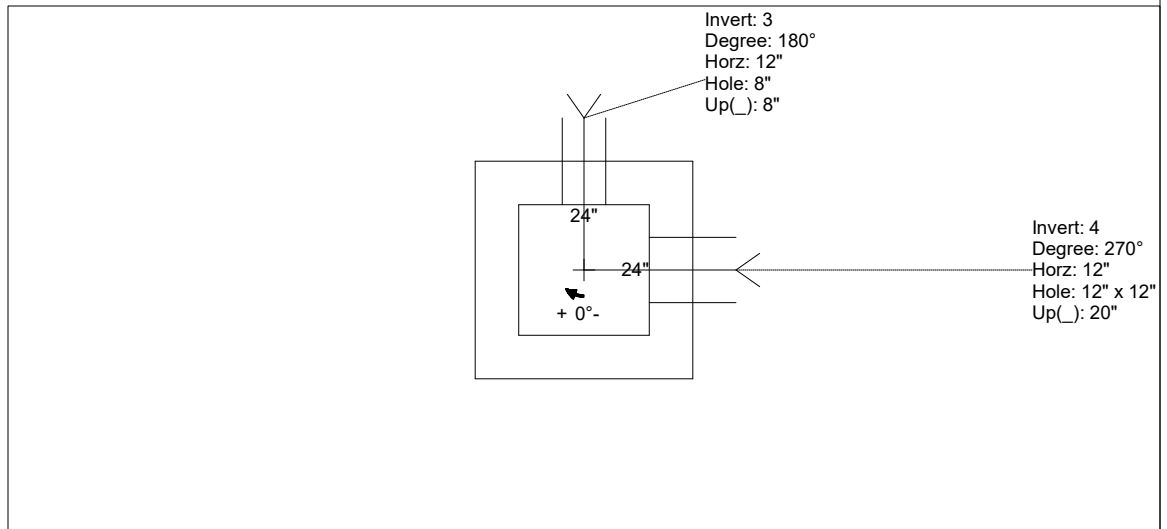 Invert: 3
Degree: 180°
Horz: 12"
Hole: 8"
Up(_): 8"
24"
24"
+ 0°-
Invert: 4
Degree: 270°
Horz: 12"
Hole: 12" x 12"
Up(_): 20"